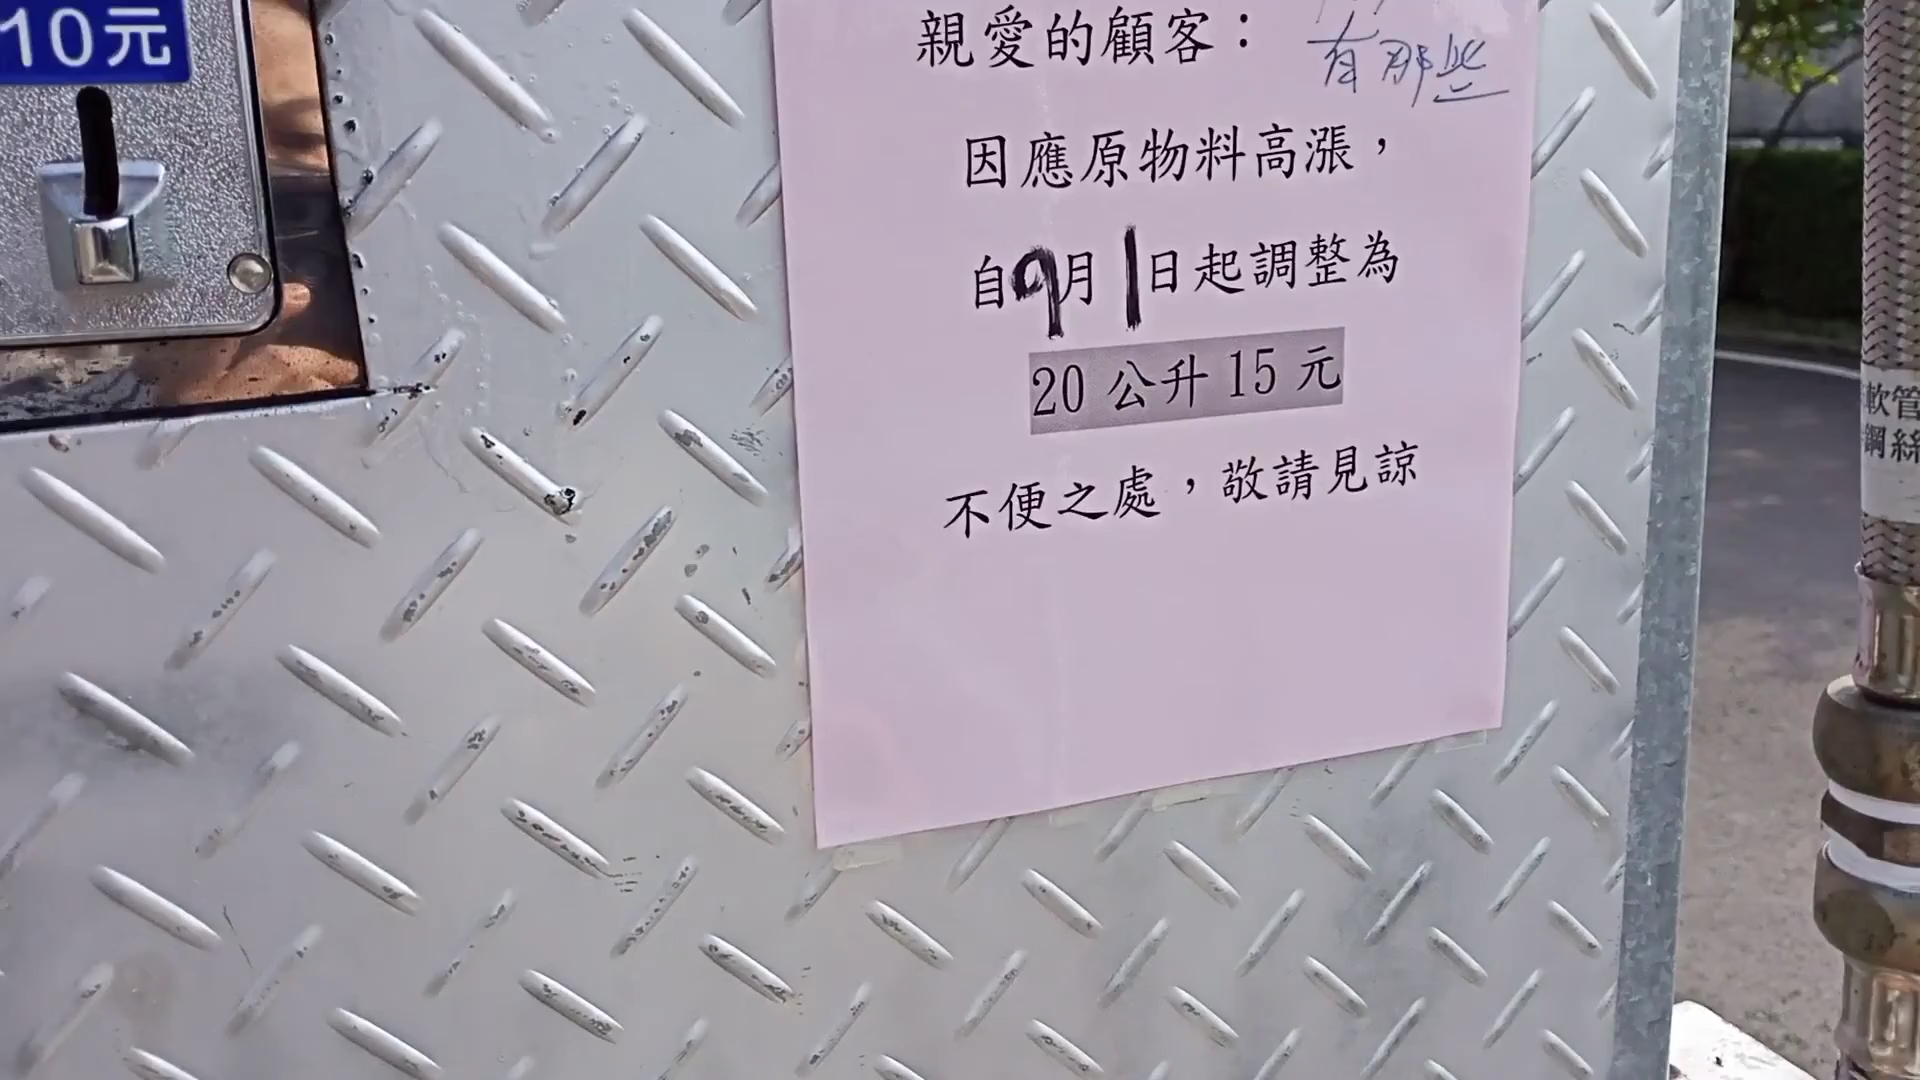 10元
親愛的顧客：
有那些
因應原物料高漲，
自9月1日起調整為
20公升15元
不便之處，敬請見諒
軟管
鋼絲